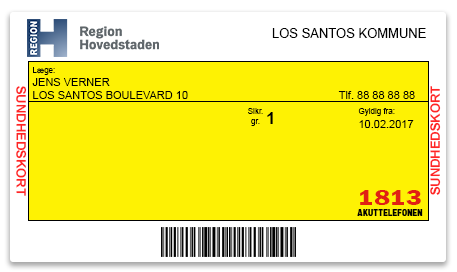 REGION
H
Region
Hovedstaden
LOS SANTOS KOMMUNE
Læge:
JENS VERNER
LOS SANTOS BOULEVARD 10
Tlf. 88 88 88 88
Sikr.
gr. 1
Gyldig fra:
10.02.2017
SUNDHEDSKORT
SUNDHEDSKORT
1813
AKUTTELEFONEN